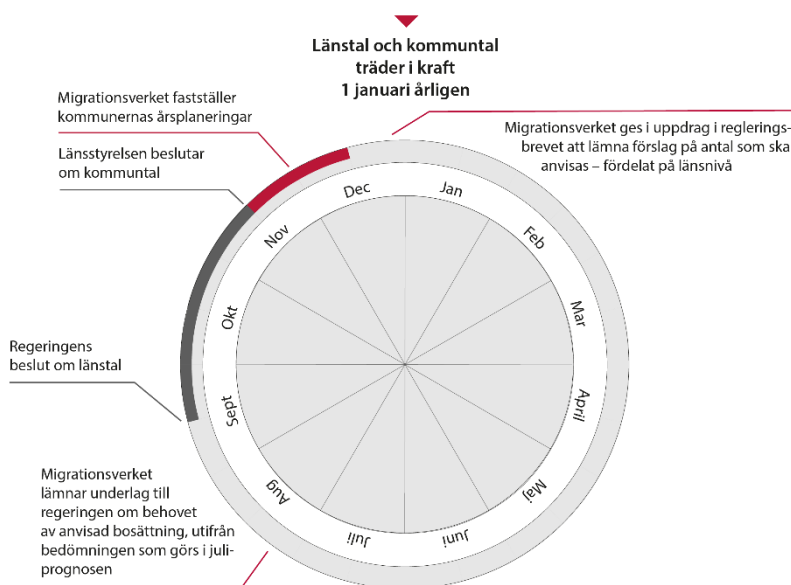 Länstal och kommuntal
träder i kraft
1 januari årligen
Migrationsverket fastställer
kommunernas årsplaneringar
Länsstyrelsen beslutar
om kommuntal
Migrationsverket ges i uppdrag i reglerings-
brevet att lämna förslag på antal som ska
anvisas – fördelat på länsnivå
Jan
Feb
Mar
April
Maj
Juni
Juli
Aug
Sept
Okt
Nov
Dec
Regeringens
beslut om länstal
Migrationsverket
lämnar underlag till
regeringen om behovet
av anvisad bosättning, utifrån
bedömningen som görs i juli-
prognosen